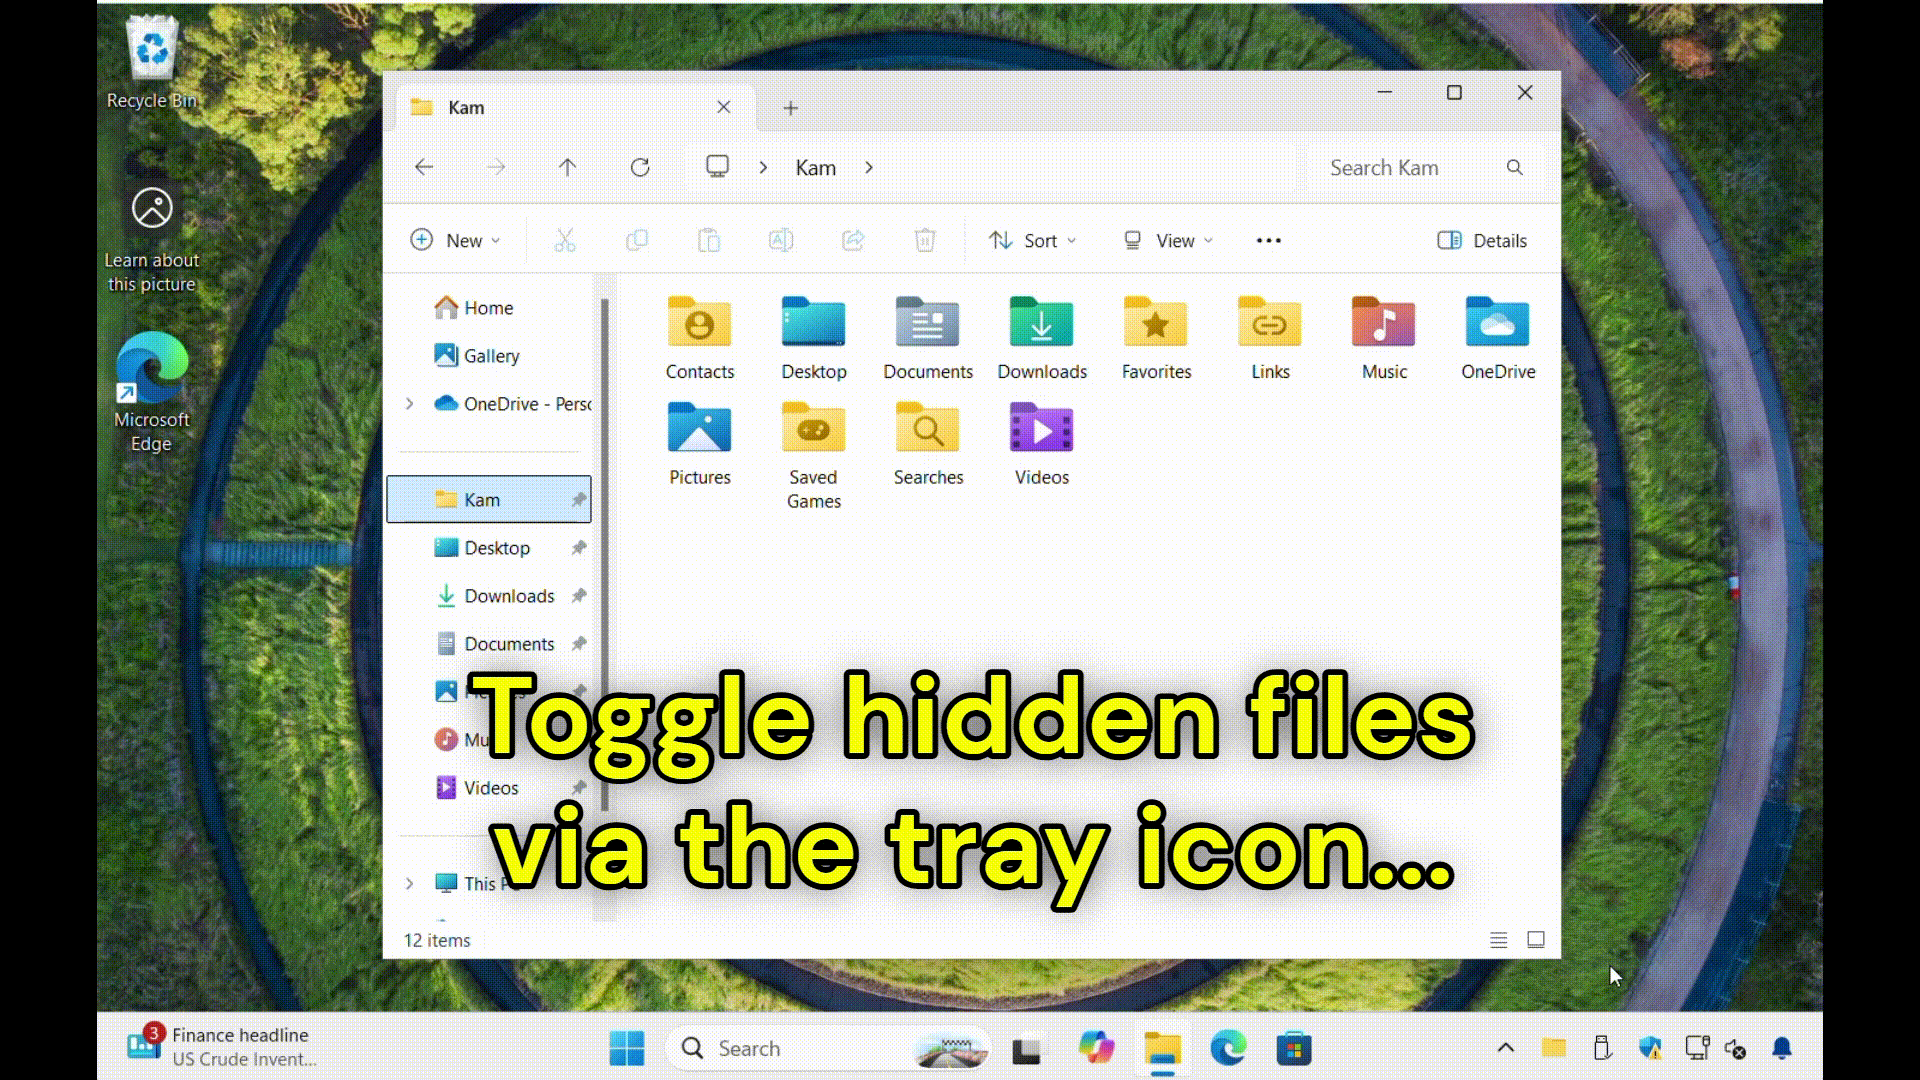 Recycle Bin
Learn about
this picture
Microsoft
Edge
Kam
Kam
Search Kam
New
Sort
View
Details
Home
Gallery
OneDrive - Perso
Kam
Desktop
Downloads
Documents
Videos
This
Contacts
Desktop
Documents
Downloads
Favorites
Links
Music
OneDrive
Pictures
Saved
Games
Searches
Videos
Toggle hidden files
via the tray icon...
12 items
3
Finance headline
US Crude Invent...
Search